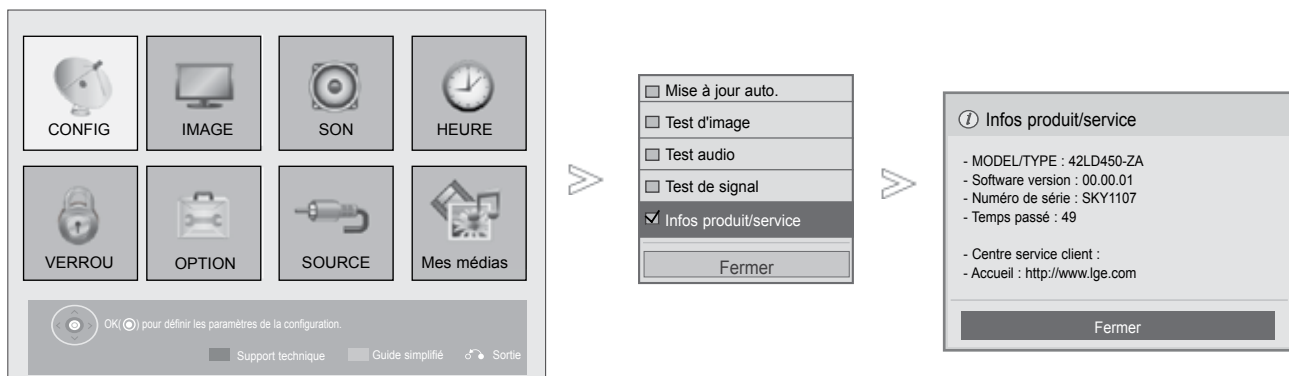 CONFIG
IMAGE
SON
HEURE
VERROU
OPTION
SOURCE
Mes médias
OK(◉) pour définir les paramètres de la configuration.
Support technique Guide simplifié Sortie
Mise à jour auto.
Test d'image
Test audio
Test de signal
Infos produit/service
Fermer
i Infos produit/service
- MODEL/TYPE : 42LD450-ZA
- Software version : 00.00.01
- Numéro de série : SKY1107
- Temps passé : 49
- Centre service client :
- Accueil : http://www.lge.com
Fermer